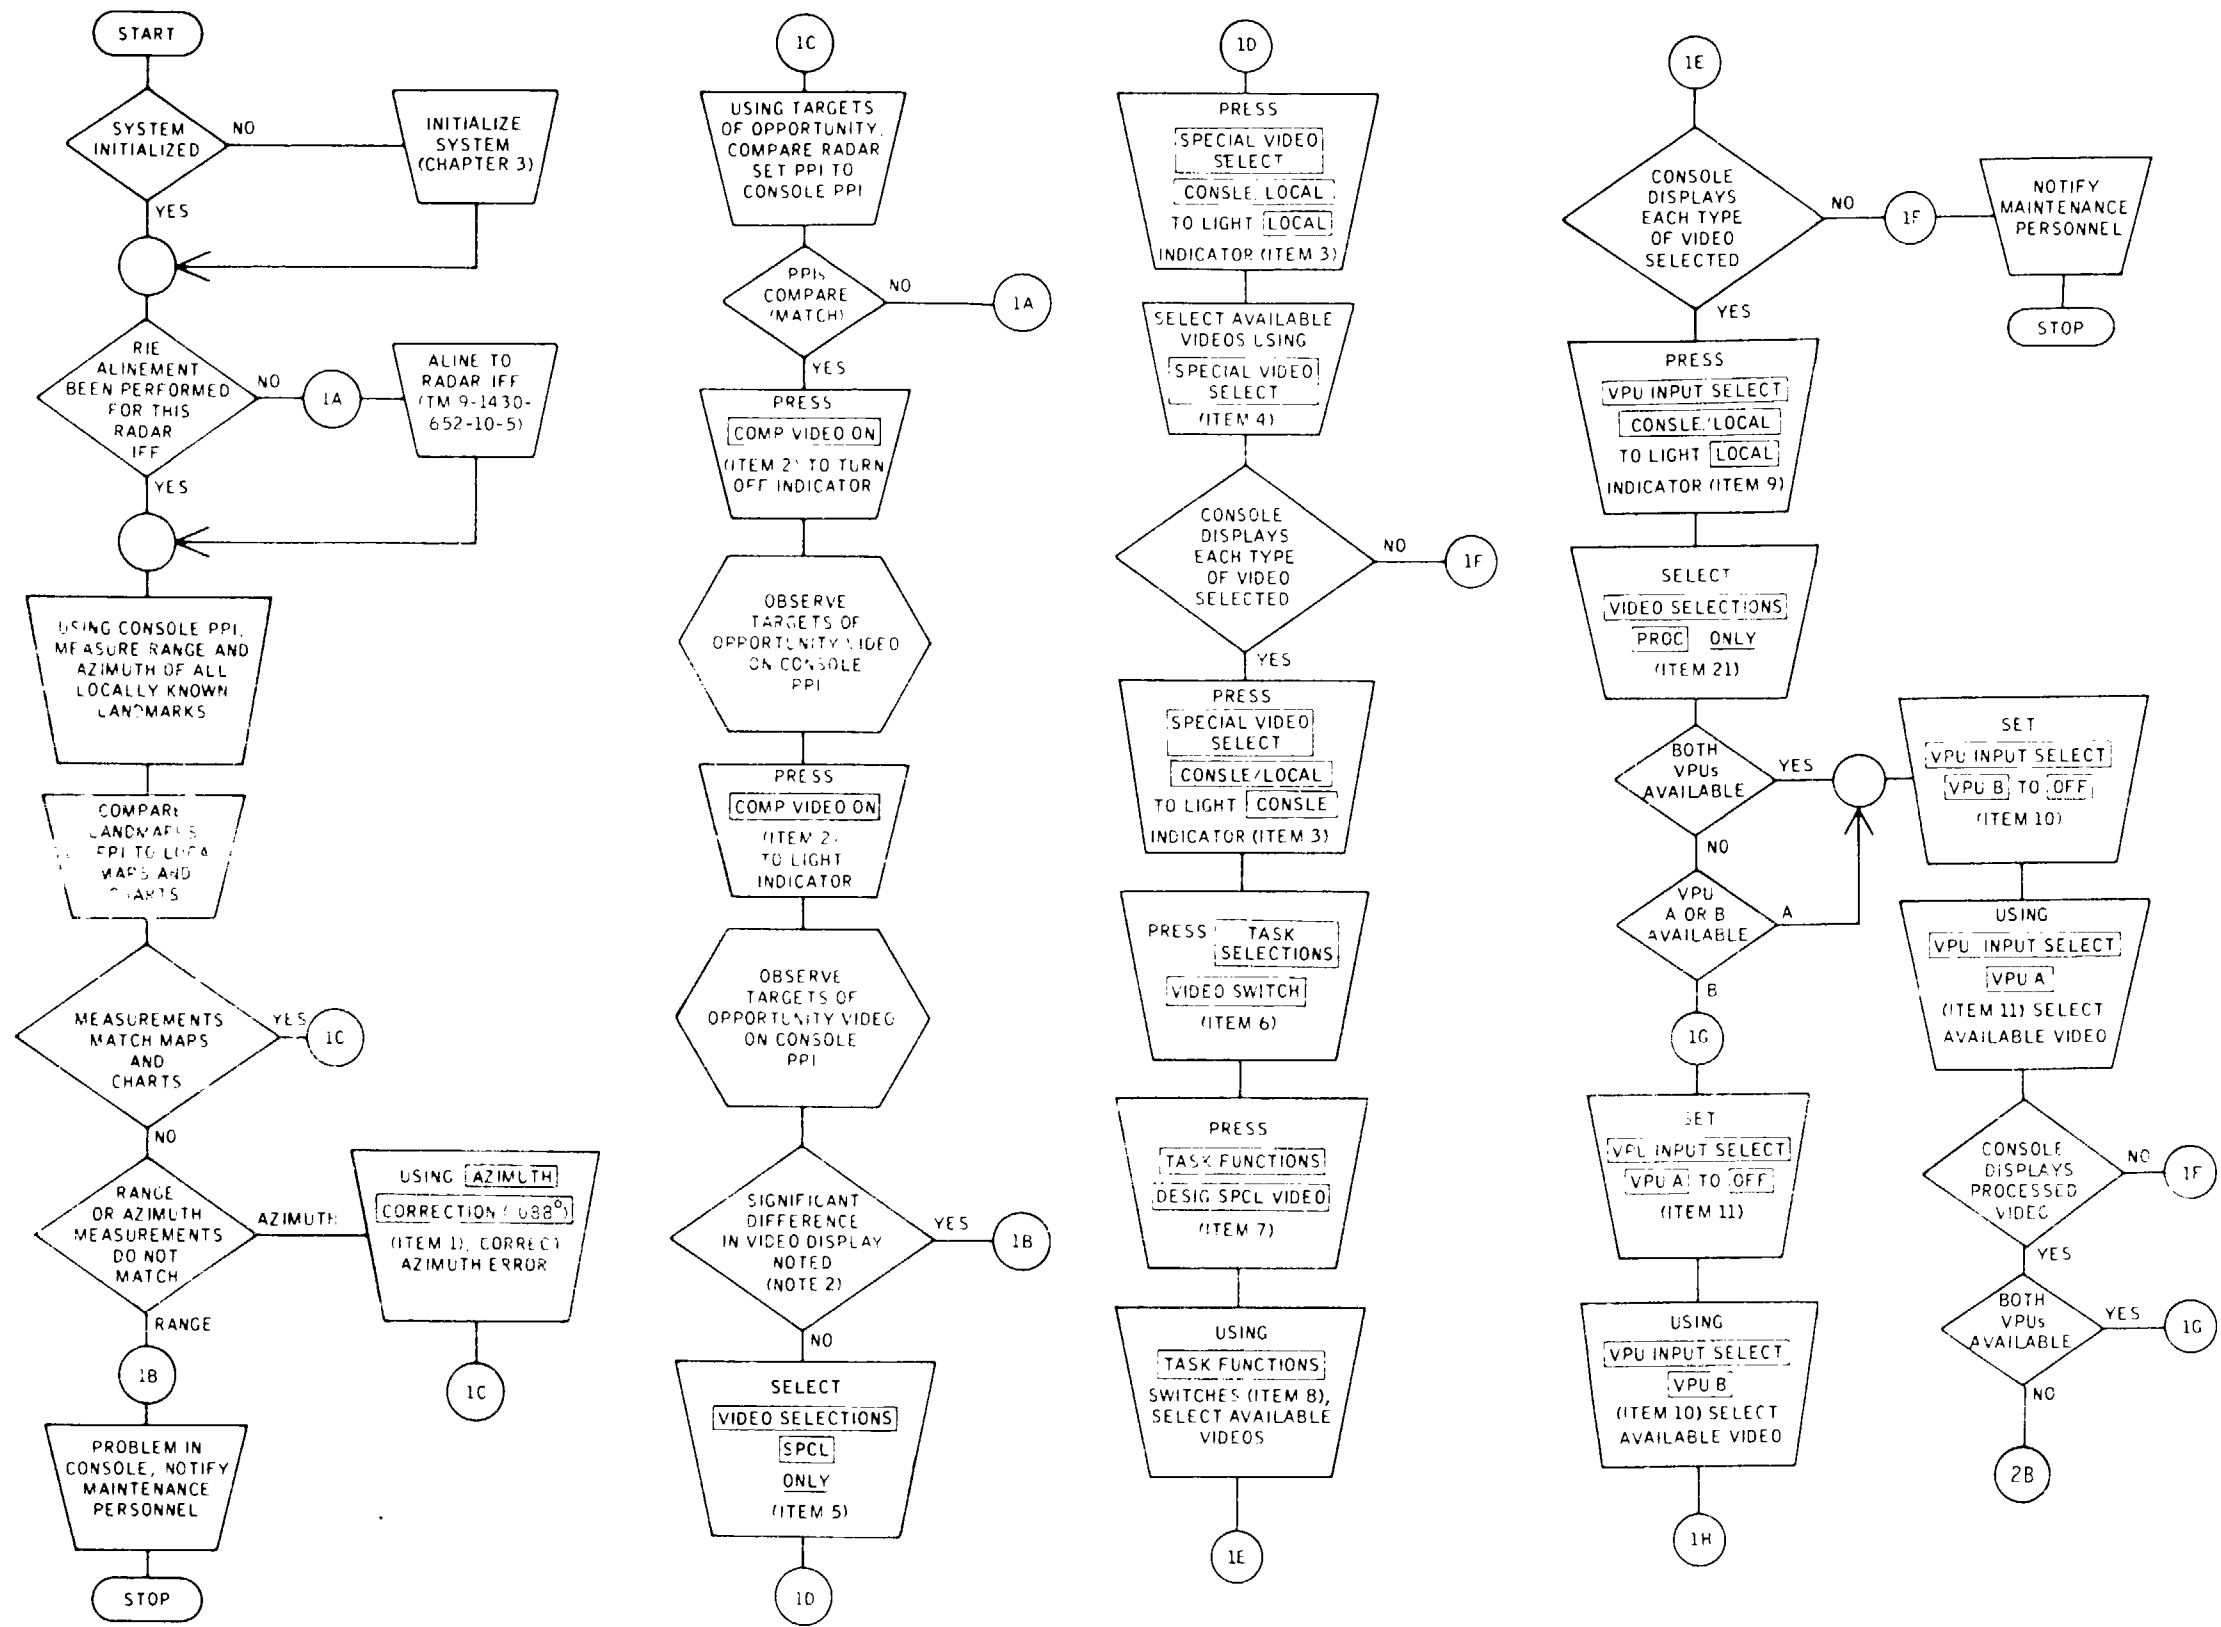 START
SYSTEM
INITIALIZED
NO
INITIALIZE
SYSTEM
(CHAPTER 3)
YES
RIE
ALINEMENT
BEEN PERFORMED
FOR THIS
RADAR
IFF
NO
1A
ALINE TO
RADAR IFF
(TM 9-1430-
652-10-5)
YES
USING CONSOLE PPI,
MEASURE RANGE AND
AZIMUTH OF ALL
LOCALLY KNOWN
LANDMARKS
COMPARE
LANDMARKS
PPI TO LOCAL
MAPS AND
CHARTS
MEASUREMENTS
MATCH MAPS
AND
CHARTS
YES
1C
NO
RANGE
OR AZIMUTH
MEASUREMENTS
DO NOT
MATCH
AZIMUTH
USING AZIMUTH
CORRECTION (.088°)
(ITEM 1), CORRECT
AZIMUTH ERROR
1C
RANGE
1B
PROBLEM IN
CONSOLE, NOTIFY
MAINTENANCE
PERSONNEL
STOP
1C
USING TARGETS
OF OPPORTUNITY,
COMPARE RADAR
SET PPI TO
CONSOLE PPI
PPIs
COMPARE
(MATCH)
NO
1A
YES
PRESS
COMP VIDEO ON
(ITEM 2) TO TURN
OFF INDICATOR
OBSERVE
TARGETS OF
OPPORTUNITY VIDEO
ON CONSOLE
PPI
PRESS
COMP VIDEO ON
(ITEM 2)
TO LIGHT
INDICATOR
OBSERVE
TARGETS OF
OPPORTUNITY VIDEO
ON CONSOLE
PPI
SIGNIFICANT
DIFFERENCE
IN VIDEO DISPLAY
NOTED
(NOTE 2)
YES
1B
NO
SELECT
VIDEO SELECTIONS
SPCL
ONLY
(ITEM 5)
1D
1D
PRESS
SPECIAL VIDEO
SELECT
CONSLE/LOCAL
TO LIGHT LOCAL
INDICATOR (ITEM 3)
SELECT AVAILABLE
VIDEOS USING
SPECIAL VIDEO
SELECT
(ITEM 4)
CONSOLE
DISPLAYS
EACH TYPE
OF VIDEO
SELECTED
NO
1F
YES
PRESS
SPECIAL VIDEO
SELECT
CONSLE/LOCAL
TO LIGHT CONSLE
INDICATOR (ITEM 3)
PRESS TASK
SELECTIONS
VIDEO SWITCH
(ITEM 6)
PRESS
TASK FUNCTIONS
DESIG SPCL VIDEO
(ITEM 7)
USING
TASK FUNCTIONS
SWITCHES (ITEM 8),
SELECT AVAILABLE
VIDEOS
1E
1E
CONSOLE
DISPLAYS
EACH TYPE
OF VIDEO
SELECTED
NO
1F
NOTIFY
MAINTENANCE
PERSONNEL
STOP
YES
PRESS
VPU INPUT SELECT
CONSLE/LOCAL
TO LIGHT LOCAL
INDICATOR (ITEM 9)
SELECT
VIDEO SELECTIONS
PROC ONLY
(ITEM 21)
BOTH
VPUs
AVAILABLE
YES
NO
VPU
A OR B
AVAILABLE
A
B
1G
SET
VPU INPUT SELECT
VPU A TO OFF
(ITEM 11)
USING
VPU INPUT SELECT
VPU B
(ITEM 10) SELECT
AVAILABLE VIDEO
1H
SET
VPU INPUT SELECT
VPU B TO OFF
(ITEM 10)
USING
VPU INPUT SELECT
VPU A
(ITEM 11) SELECT
AVAILABLE VIDEO
CONSOLE
DISPLAYS
PROCESSED
VIDEO
NO
1F
YES
BOTH
VPUs
AVAILABLE
YES
1G
NO
2B